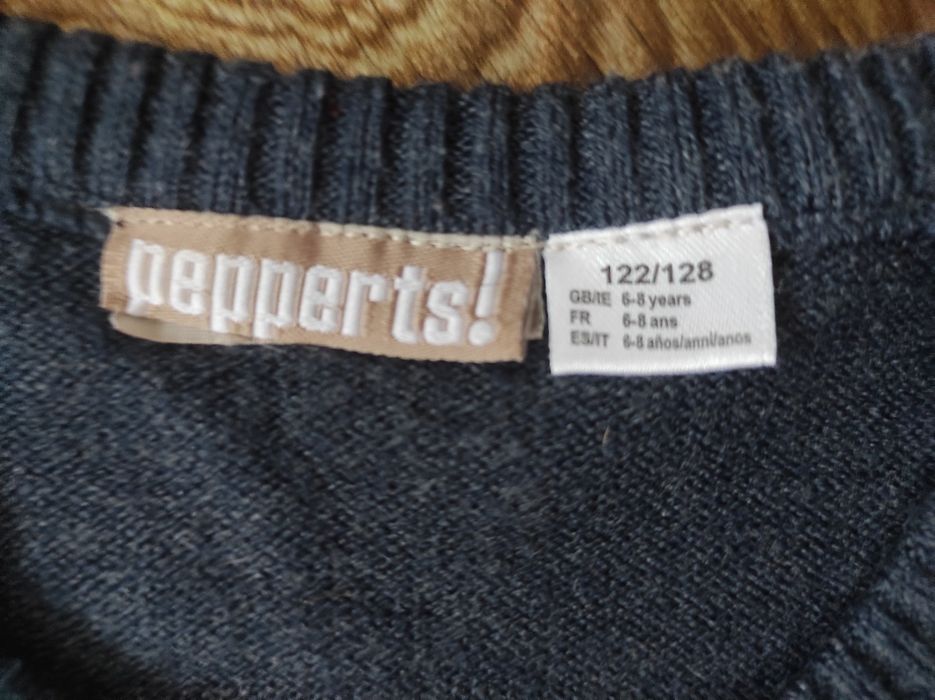 pepperts!
122/128
GB/IE 6-8 years
FR 6-8 ans
ES/IT 6-8 años/anni/anos